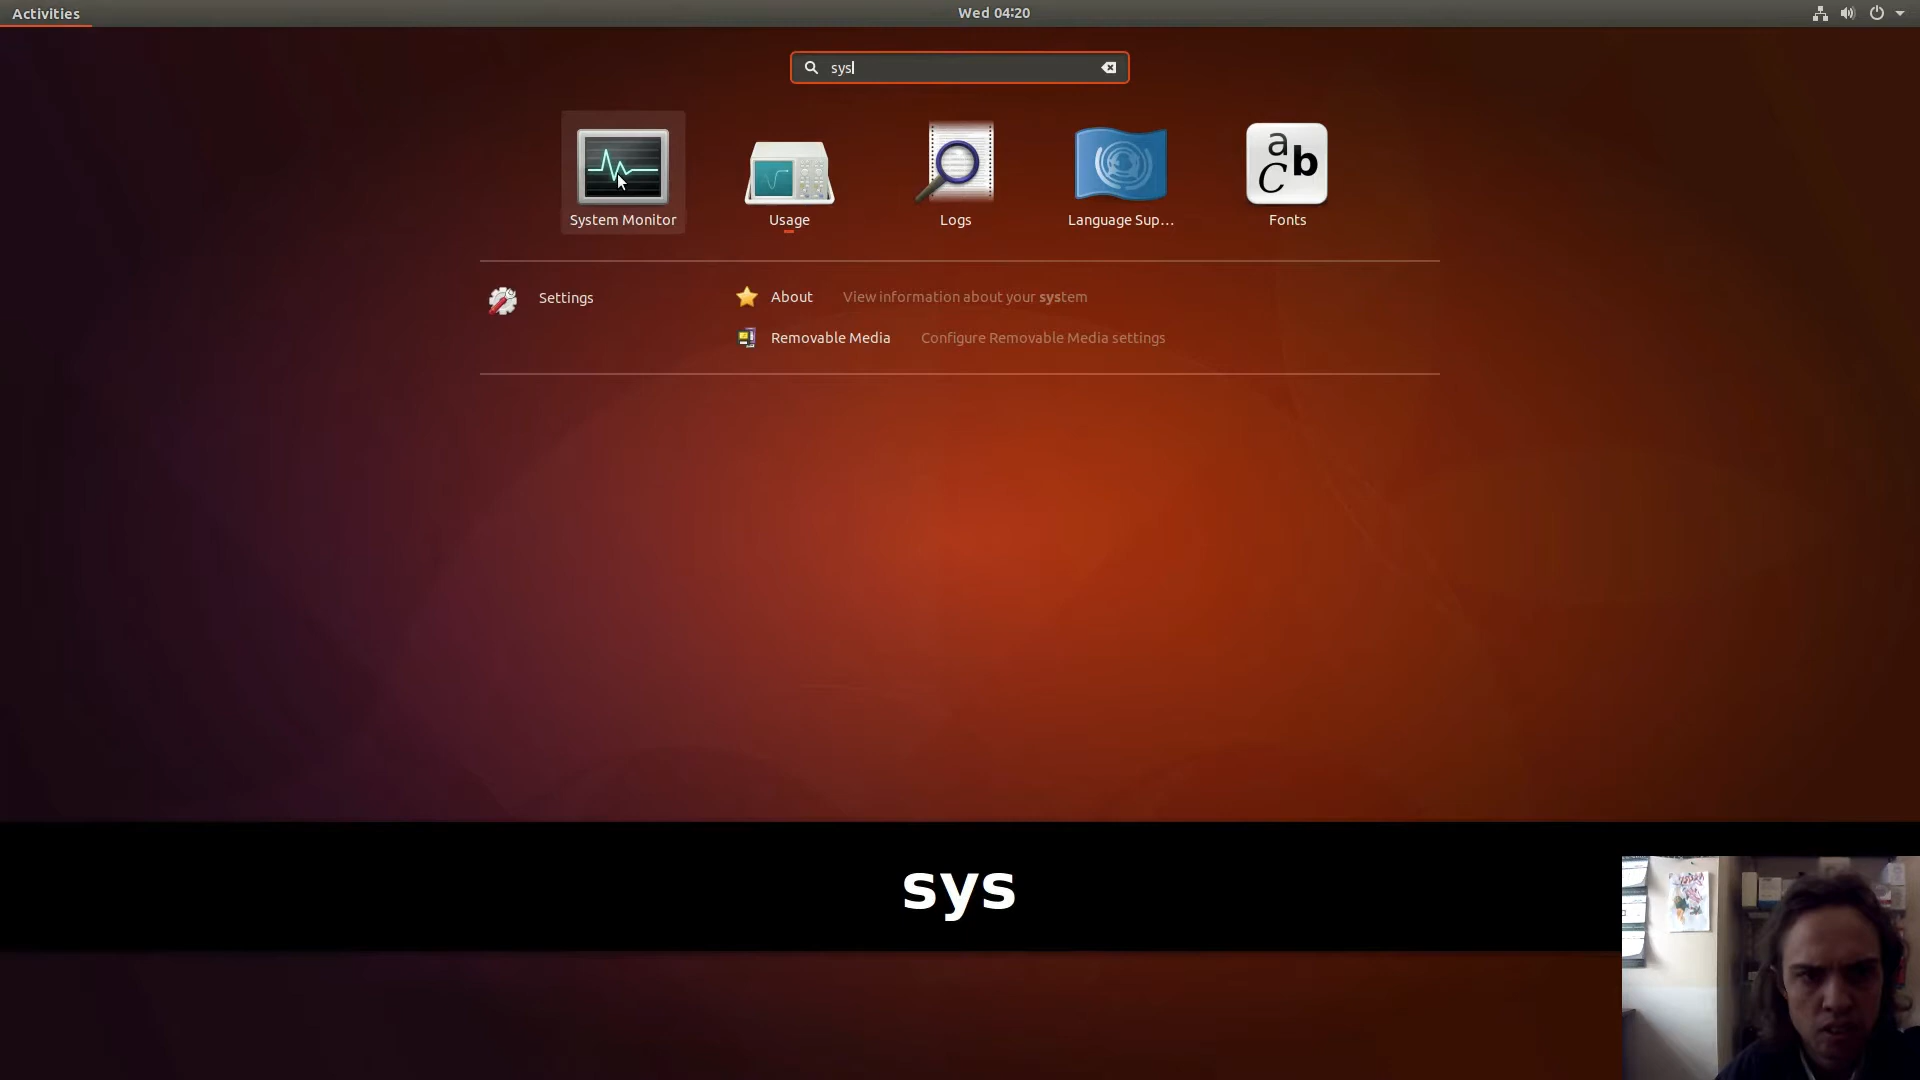 Activities
Wed 04:20
sys
System Monitor
Usage
Logs
Language Sup...
Fonts
a
b
C
Settings
About
View information about your system
Removable Media
Configure Removable Media settings
sys